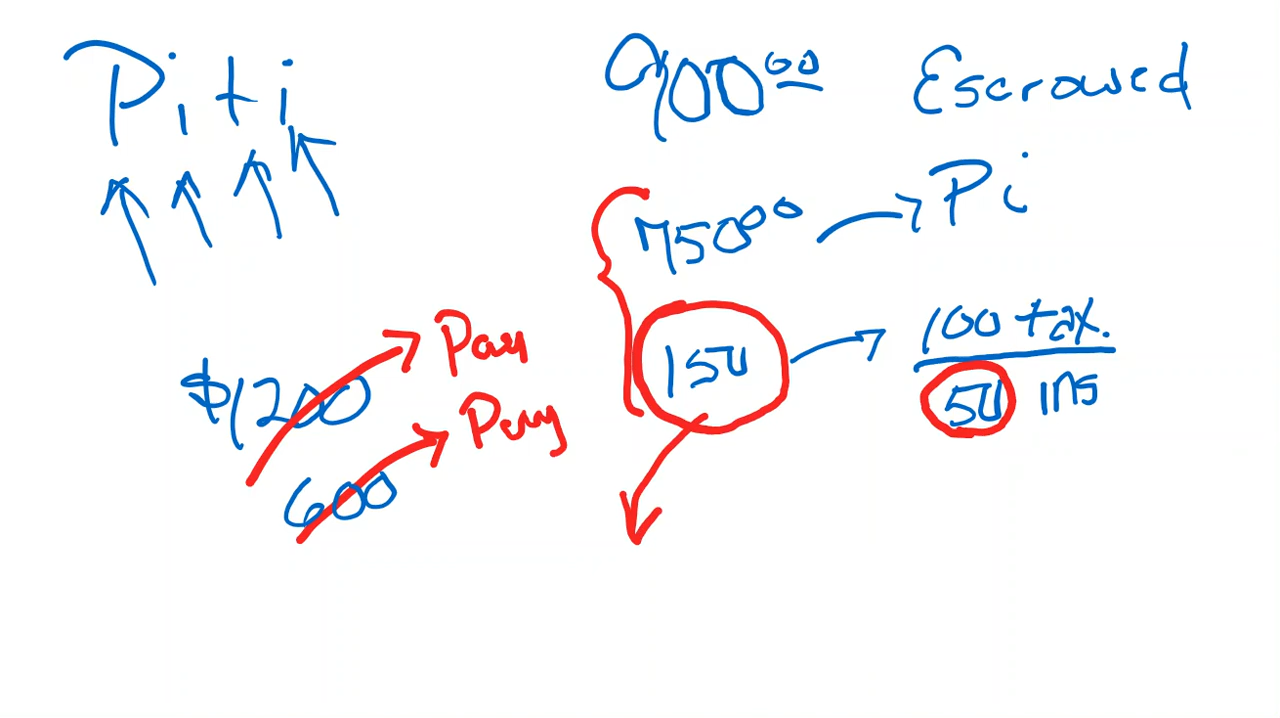 Piti
900.00 Escrowed
750.00 Pi
150 100 tax.
50 ins
$1200 Pay
600 Pay